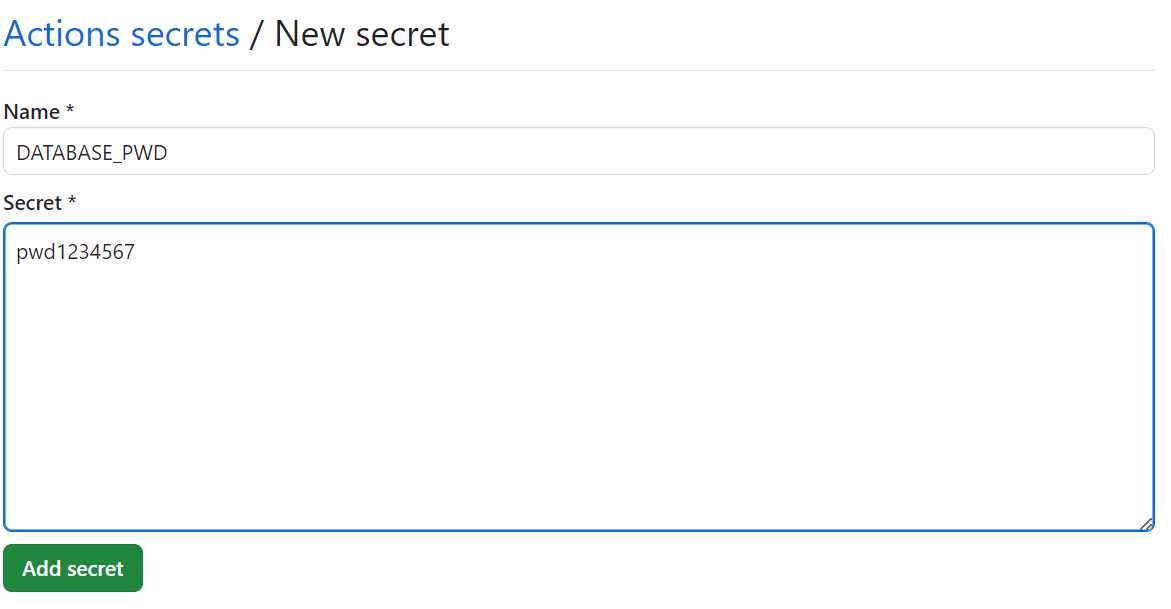 Actions secrets / New secret
Name *
DATABASE_PWD
Secret *
pwd1234567
Add secret